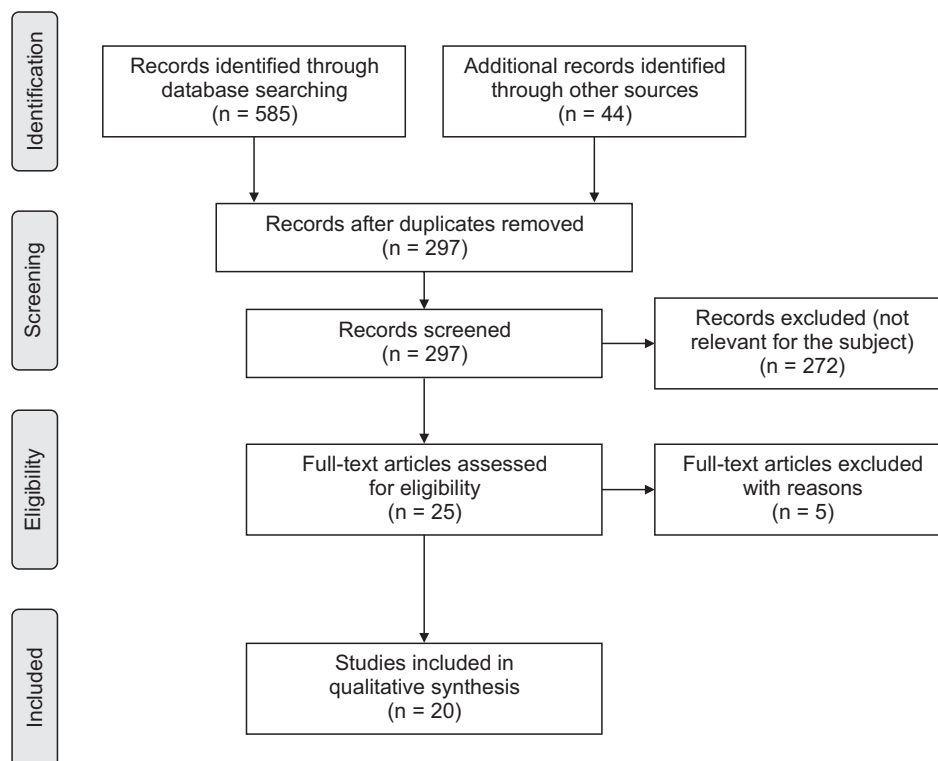 Identification
Records identified through
database searching
(n = 585)
Additional records identified
through other sources
(n = 44)
Screening
Records after duplicates removed
(n = 297)
Records screened
(n = 297)
Records excluded (not
relevant for the subject)
(n = 272)
Eligibility
Full-text articles assessed
for eligibility
(n = 25)
Full-text articles excluded
with reasons
(n = 5)
Included
Studies included in
qualitative synthesis
(n = 20)